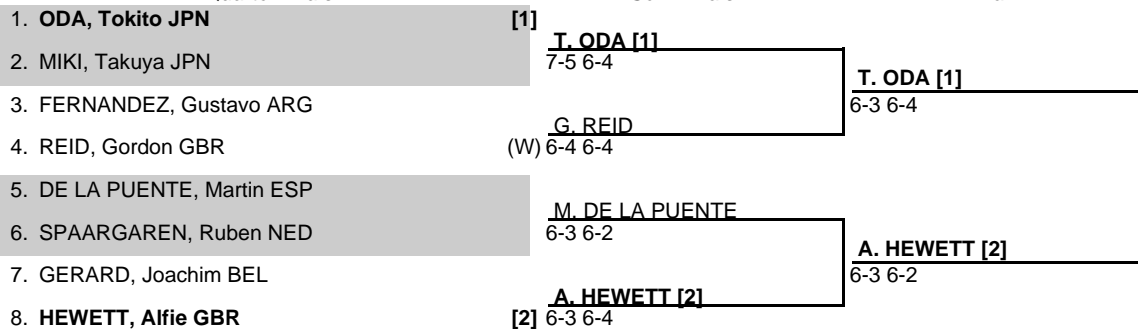 1. ODA, Tokito JPN [1]
T. ODA [1]
2. MIKI, Takuya JPN
7-5 6-4
T. ODA [1]
3. FERNANDEZ, Gustavo ARG
6-3 6-4
G. REID
4. REID, Gordon GBR (W) 6-4 6-4
5. DE LA PUENTE, Martin ESP
M. DE LA PUENTE
6. SPAARGAREN, Ruben NED
6-3 6-2
A. HEWETT [2]
7. GERARD, Joachim BEL
6-3 6-2
A. HEWETT [2]
8. HEWETT, Alfie GBR [2] 6-3 6-4